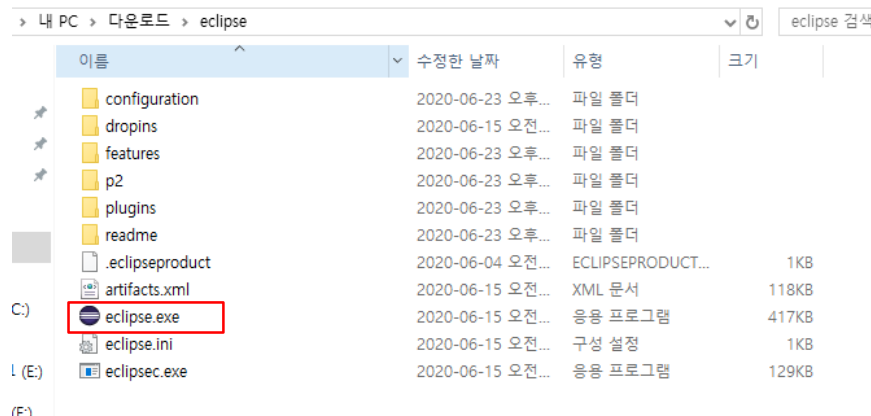 > 내 PC > 다운로드 > eclipse eclipse 검색
이름 수정한 날짜 유형 크기
configuration 2020-06-23 오후... 파일 폴더
dropins 2020-06-15 오전... 파일 폴더
features 2020-06-23 오후... 파일 폴더
p2 2020-06-23 오후... 파일 폴더
plugins 2020-06-23 오후... 파일 폴더
readme 2020-06-23 오후... 파일 폴더
.eclipseproduct 2020-06-04 오전... ECLIPSEPRODUCT... 1KB
artifacts.xml 2020-06-15 오전... XML 문서 118KB
C:) eclipse.exe 2020-06-15 오전... 응용 프로그램 417KB
eclipse.ini 2020-06-15 오전... 구성 설정 1KB
(E:) eclipsec.exe 2020-06-15 오전... 응용 프로그램 129KB